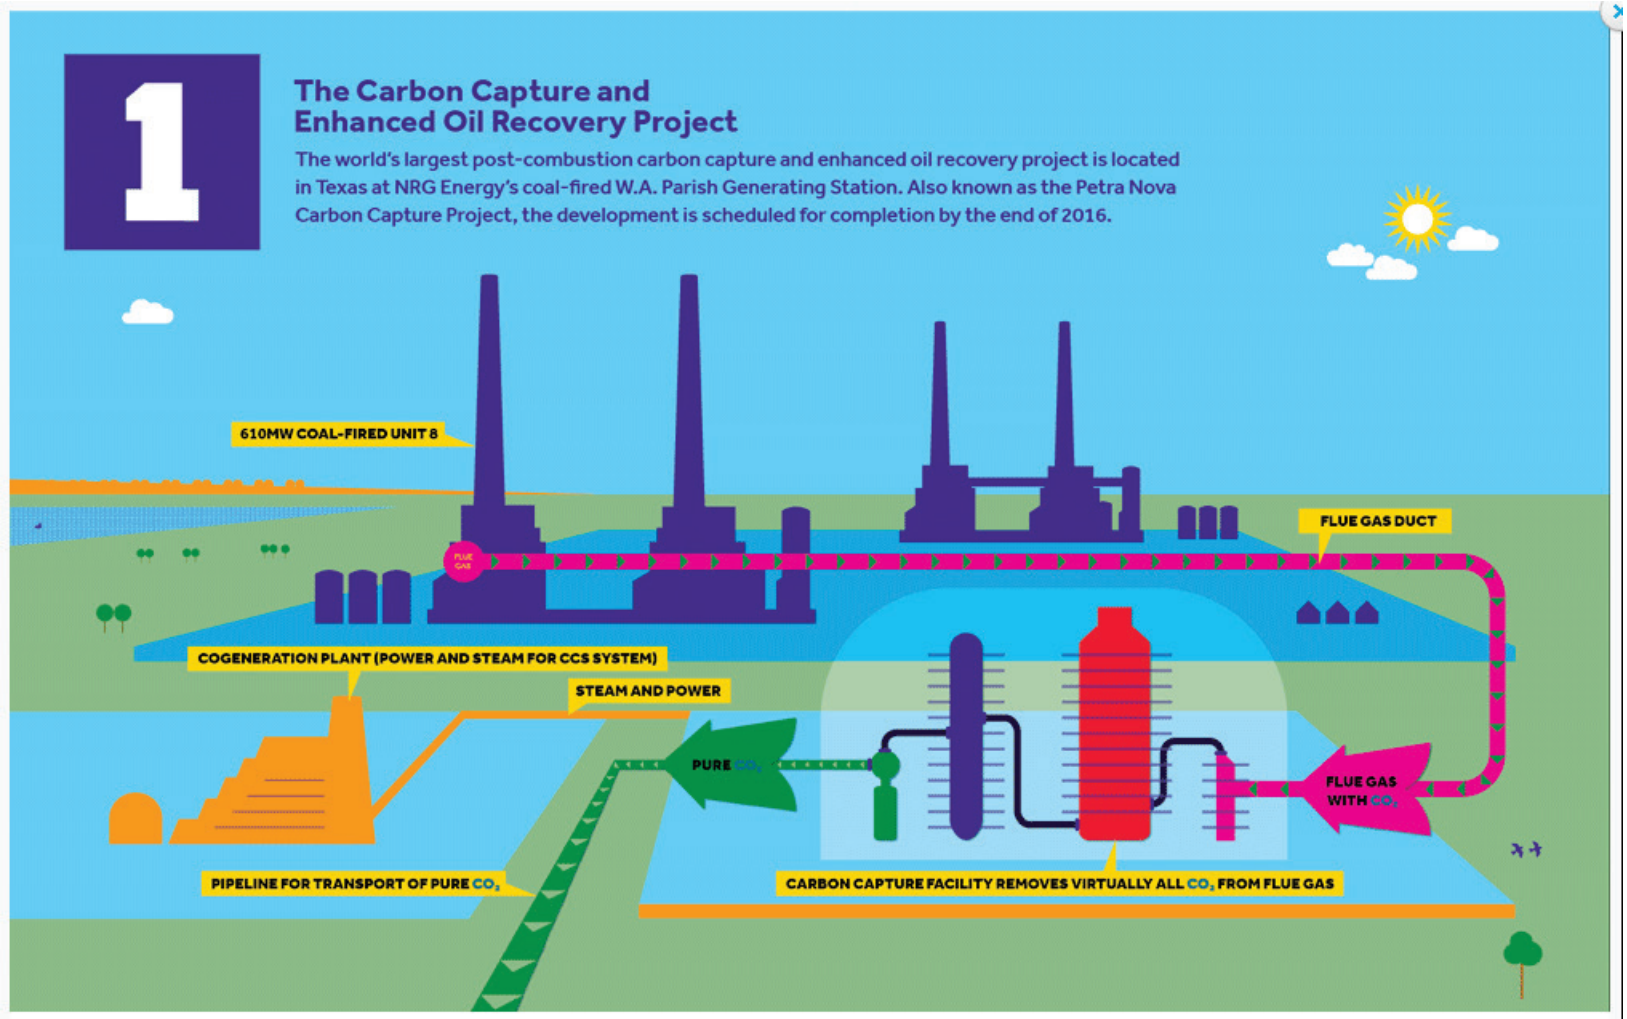 1
The Carbon Capture and
Enhanced Oil Recovery Project
The world's largest post-combustion carbon capture and enhanced oil recovery project is located
in Texas at NRG Energy's coal-fired W.A. Parish Generating Station. Also known as the Petra Nova
Carbon Capture Project, the development is scheduled for completion by the end of 2016.
610MW COAL-FIRED UNIT 8
FLUE GAS DUCT
FLUE
GAS
COGENERATION PLANT (POWER AND STEAM FOR CCS SYSTEM)
STEAM AND POWER
PURE CO₂
FLUE GAS
WITH CO₂
PIPELINE FOR TRANSPORT OF PURE CO₂
CARBON CAPTURE FACILITY REMOVES VIRTUALLY ALL CO₂ FROM FLUE GAS